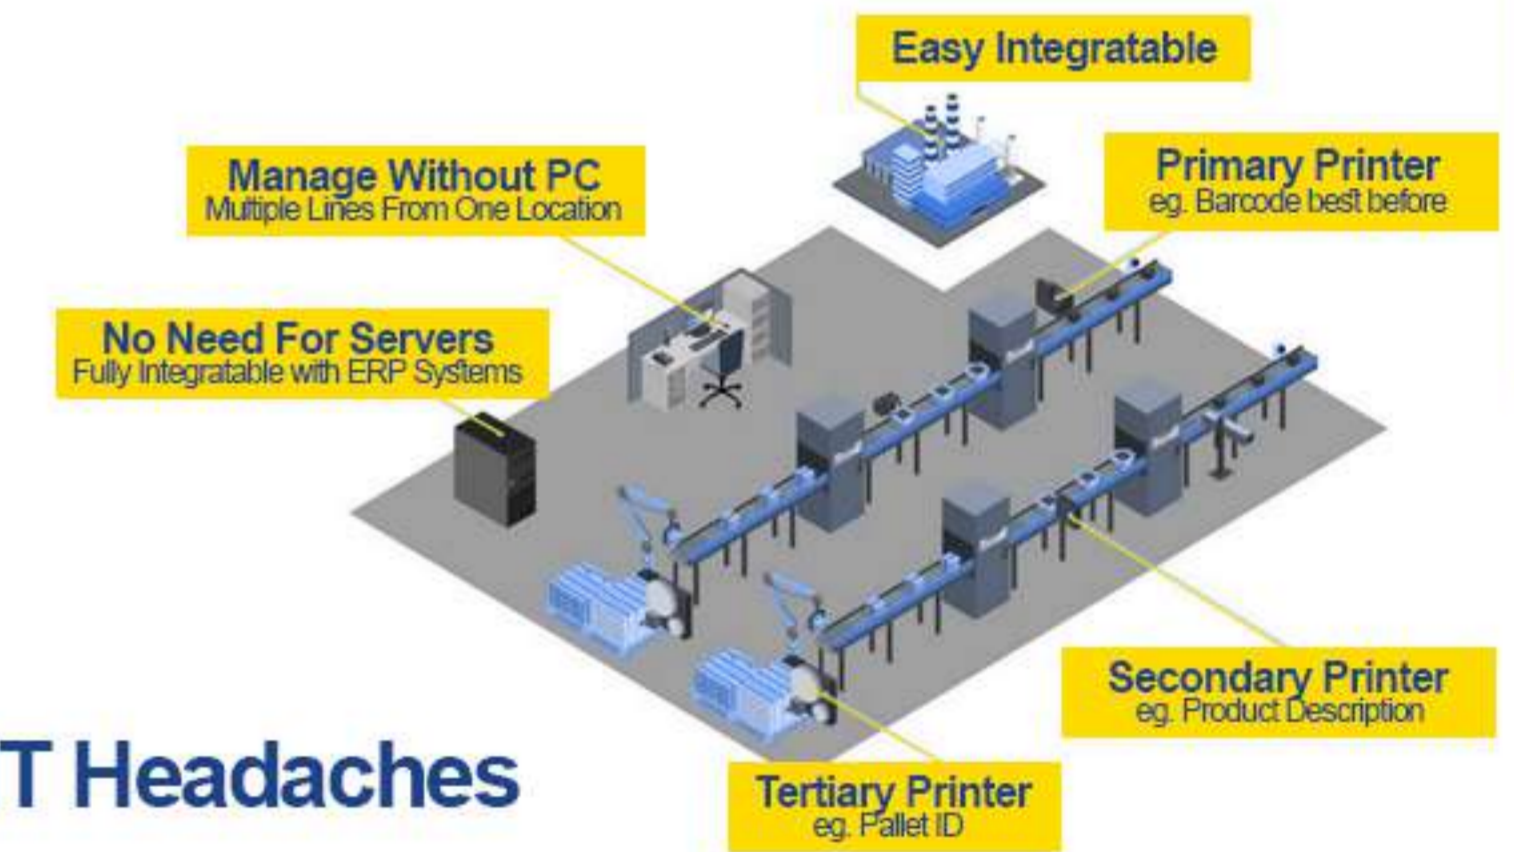 Easy Integratable
Primary Printer
eg. Barcode best before
Manage Without PC
Multiple Lines From One Location
No Need For Servers
Fully Integratable with ERP Systems
Secondary Printer
eg. Product Description
T Headaches
Tertiary Printer
eg. Pallet ID